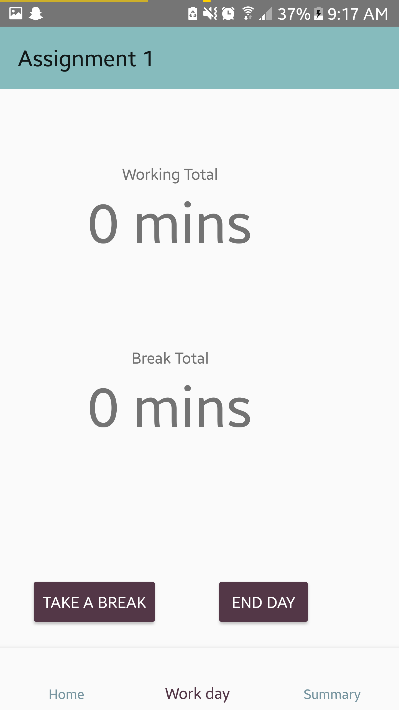 37% 9:17 AM
Assignment 1
Working Total
0 mins
Break Total
0 mins
TAKE A BREAK END DAY
Home Work day Summary